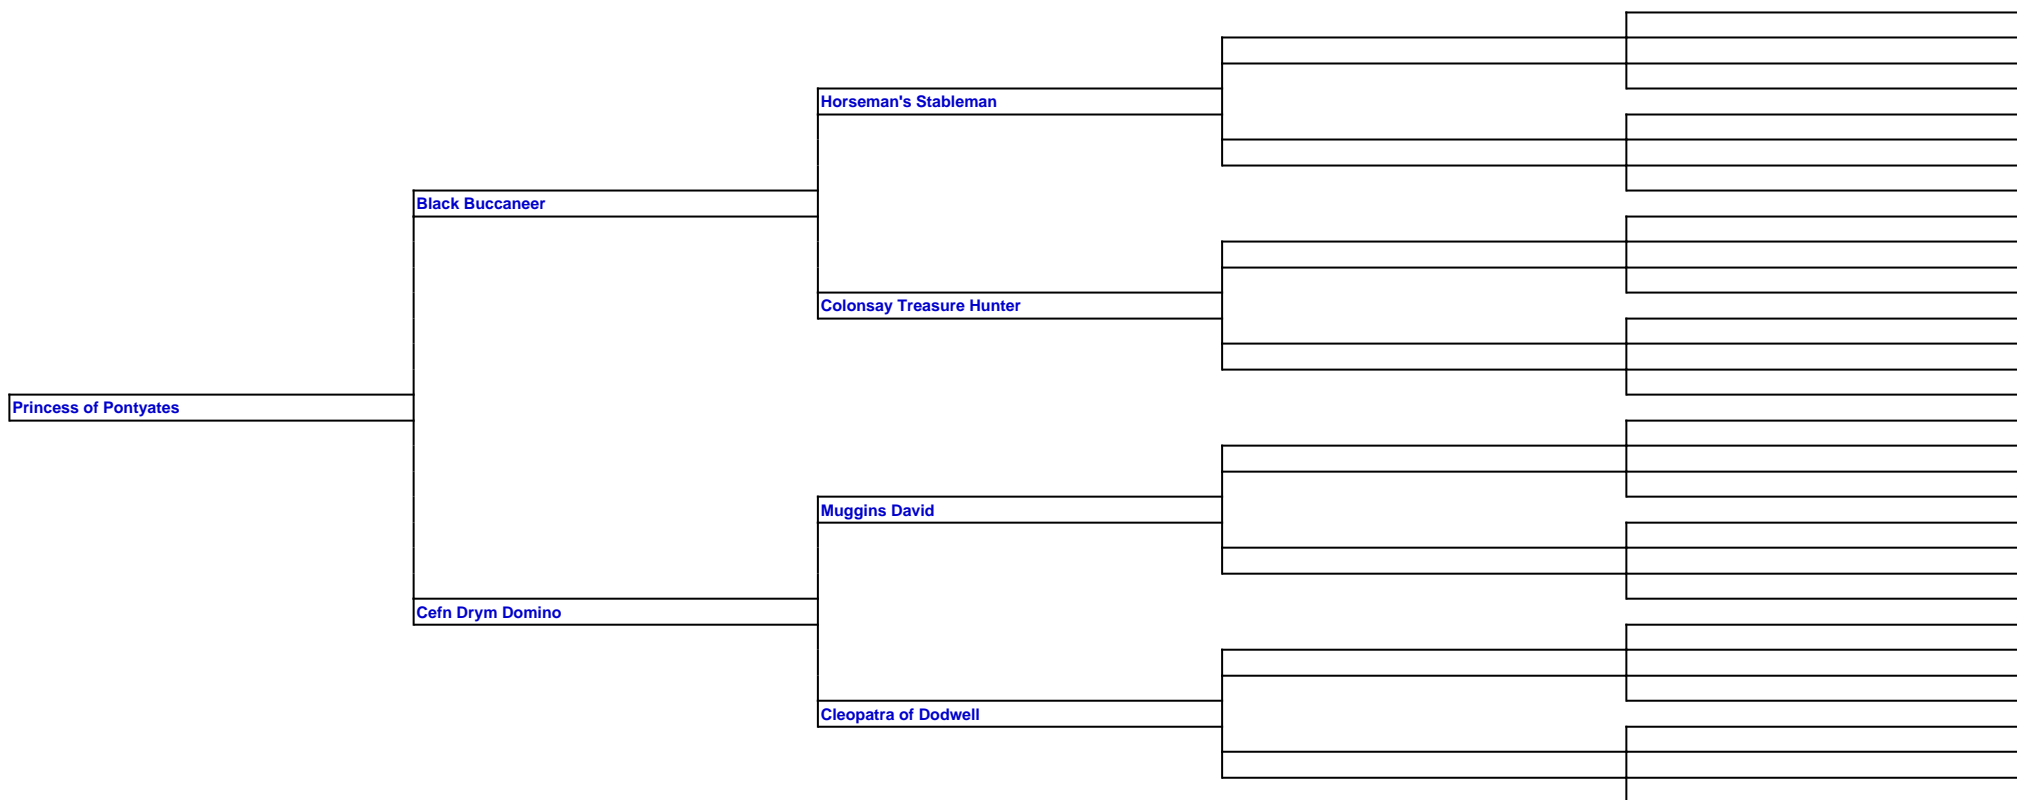 Horseman's Stableman
Black Buccaneer
Colonsay Treasure Hunter
Princess of Pontyates
Muggins David
Cefn Drym Domino
Cleopatra of Dodwell